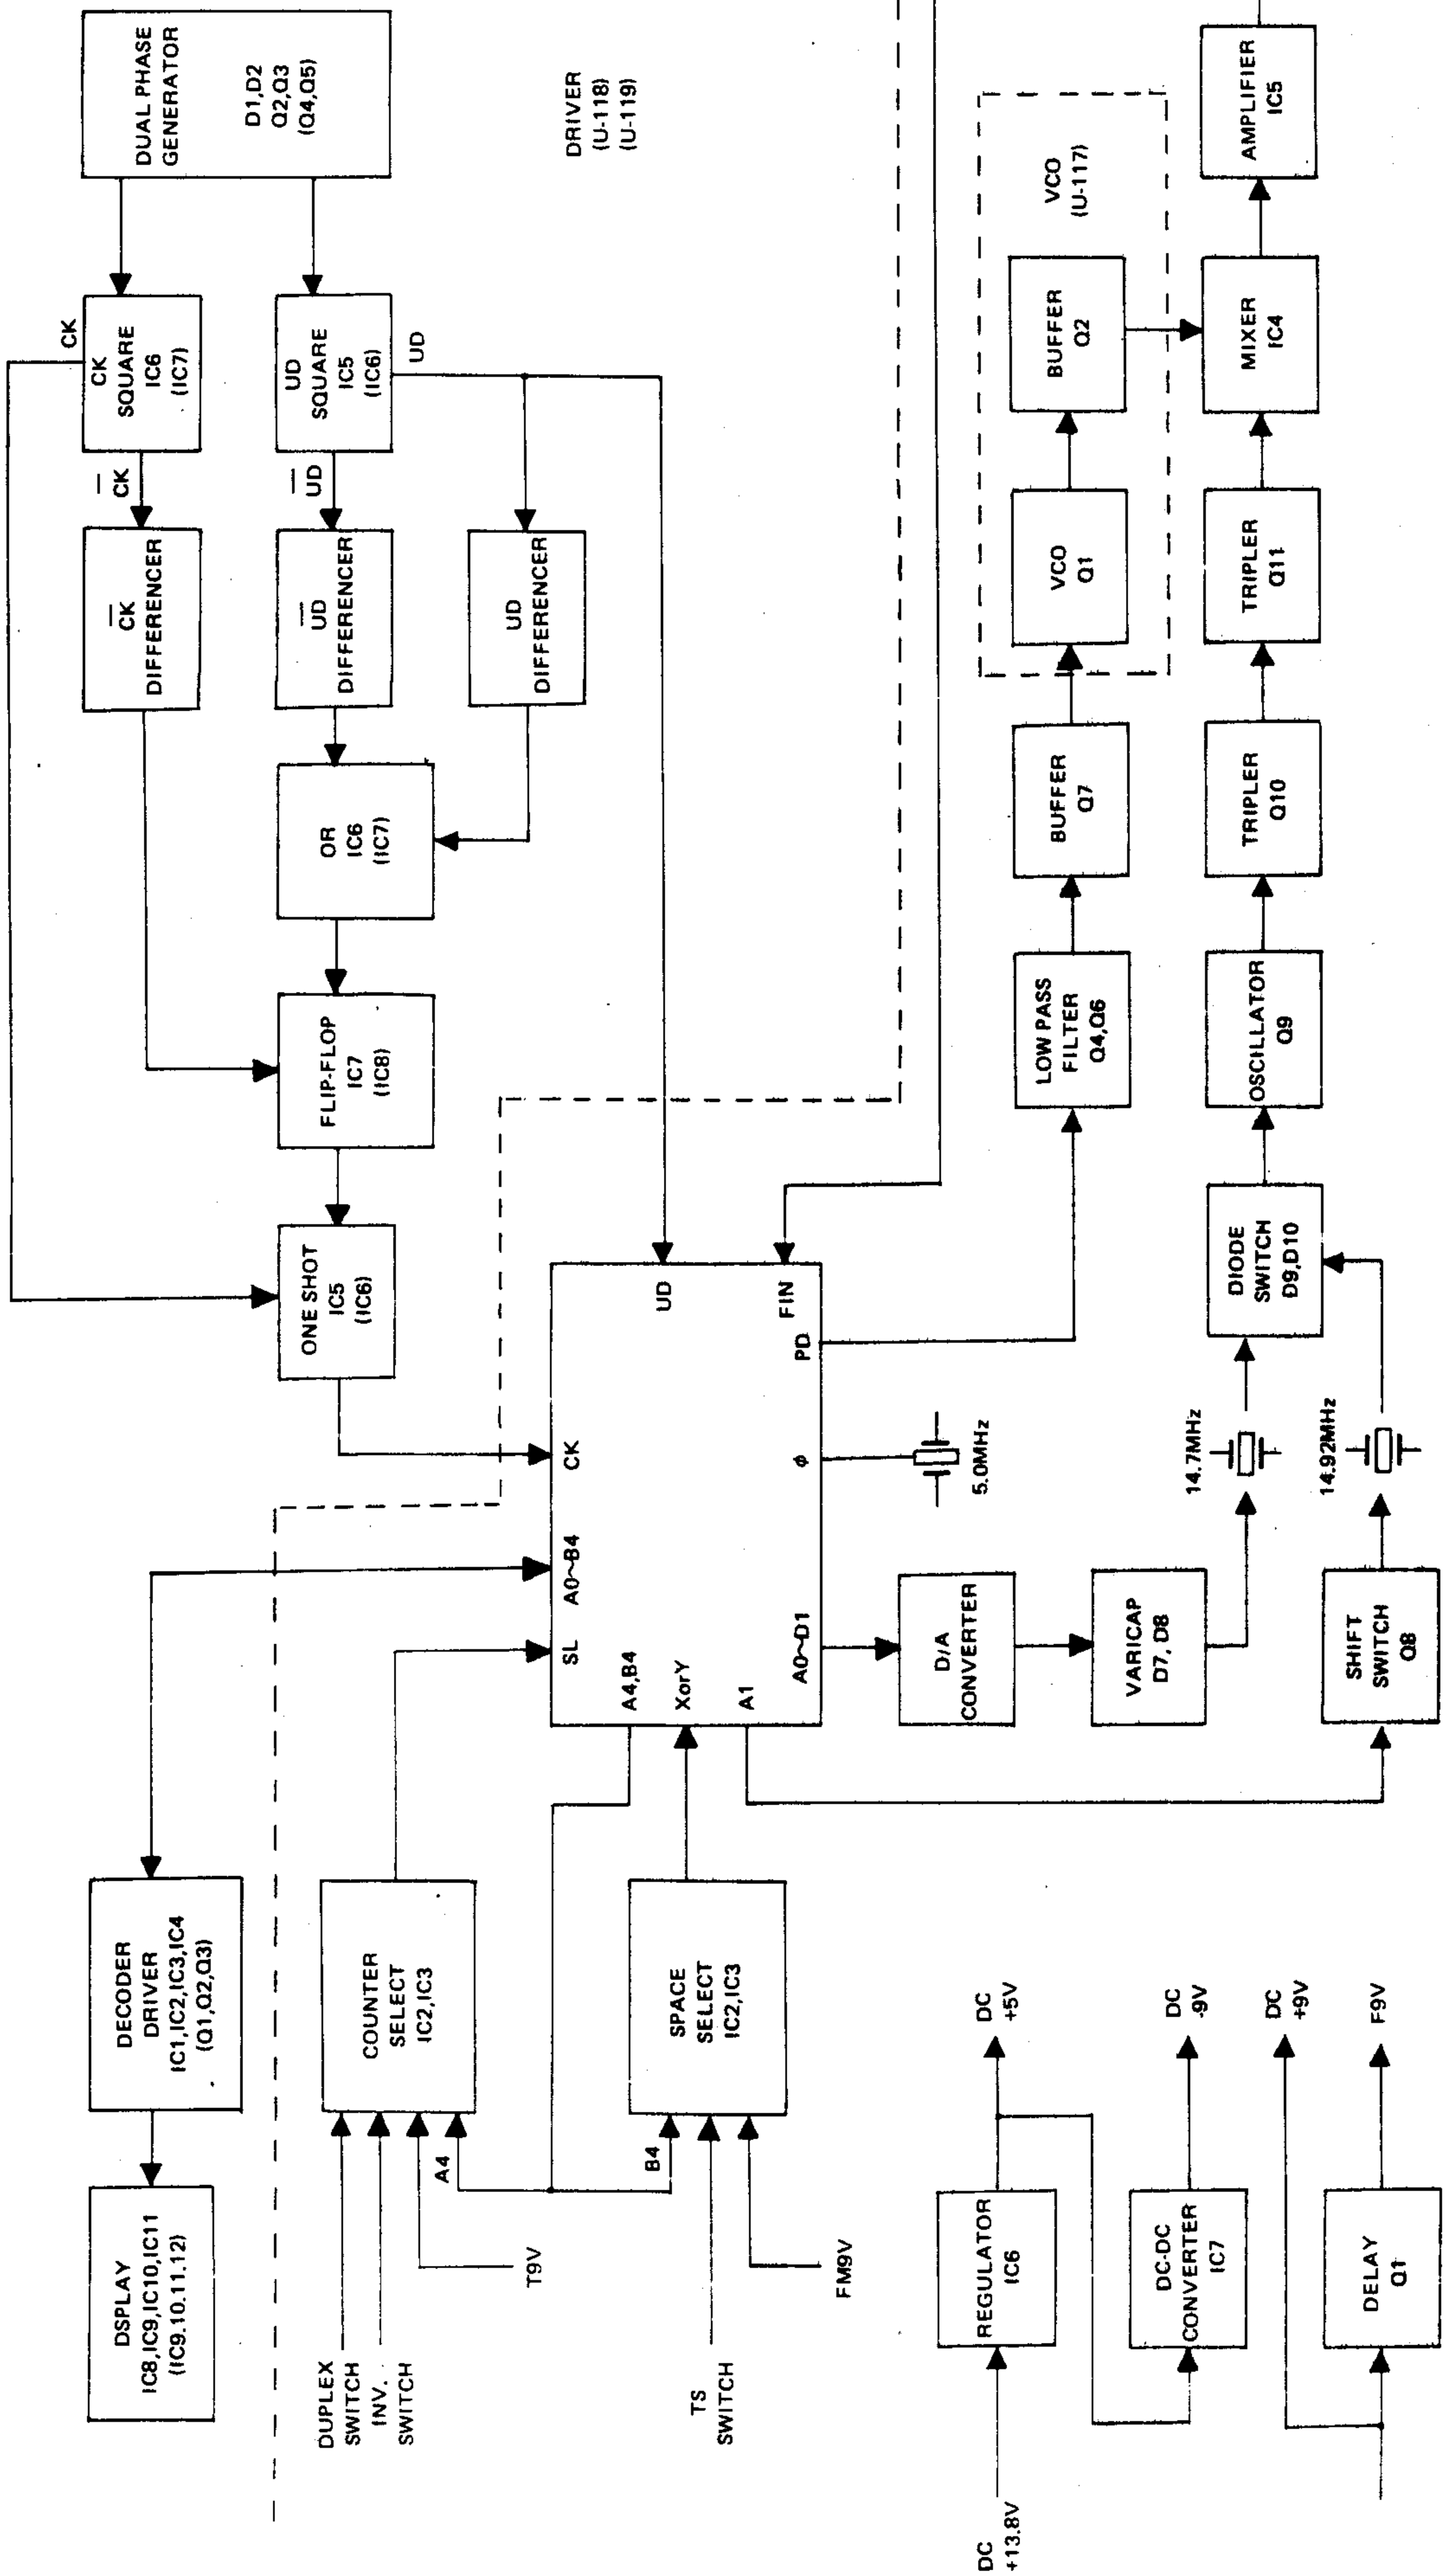 DSPLAY
IC8,IC9,IC10,IC11
(IC9.10.11.12)
DECODER
DRIVER
IC1,IC2,IC3,IC4
(Q1,Q2,Q3)
DUPLEX
SWITCH
INV.
SWITCH
T9V
A4
COUNTER
SELECT
IC2,IC3
TS
SWITCH
FM9V
B4
SPACE
SELECT
IC2,IC3
SL
A0~B4
CK
UD
A4,B4
XorY
A1
A0~D1
φ
PD
FIN
5.0MHz
ONE SHOT
IC5
(IC6)
FLIP-FLOP
IC7
(IC8)
OR
IC6
(IC7)
CK
DIFFERENCER
UD
DIFFERENCER
UD
DIFFERENCER
CK
UD
CK
SQUARE
IC6
(IC7)
CK
UD
SQUARE
IC5
(IC6)
UD
DUAL PHASE
GENERATOR
D1,D2
Q2,Q3
(Q4,Q5)
DRIVER
(U-118)
(U-119)
DC
+13.8V
REGULATOR
IC6
DC
+5V
DC-DC
CONVERTER
IC7
DC
-9V
DC
+9V
DELAY
Q1
F9V
D/A
CONVERTER
VARICAP
D7, D8
SHIFT
SWITCH
Q8
14.7MHz
14.92MHz
DIODE
SWITCH
D9,D10
LOW PASS
FILTER
Q4,Q6
BUFFER
Q7
VCO
Q1
BUFFER
Q2
VCO
(U-117)
OSCILLATOR
Q9
TRIPLER
Q10
TRIPLER
Q11
MIXER
IC4
AMPLIFIER
IC5